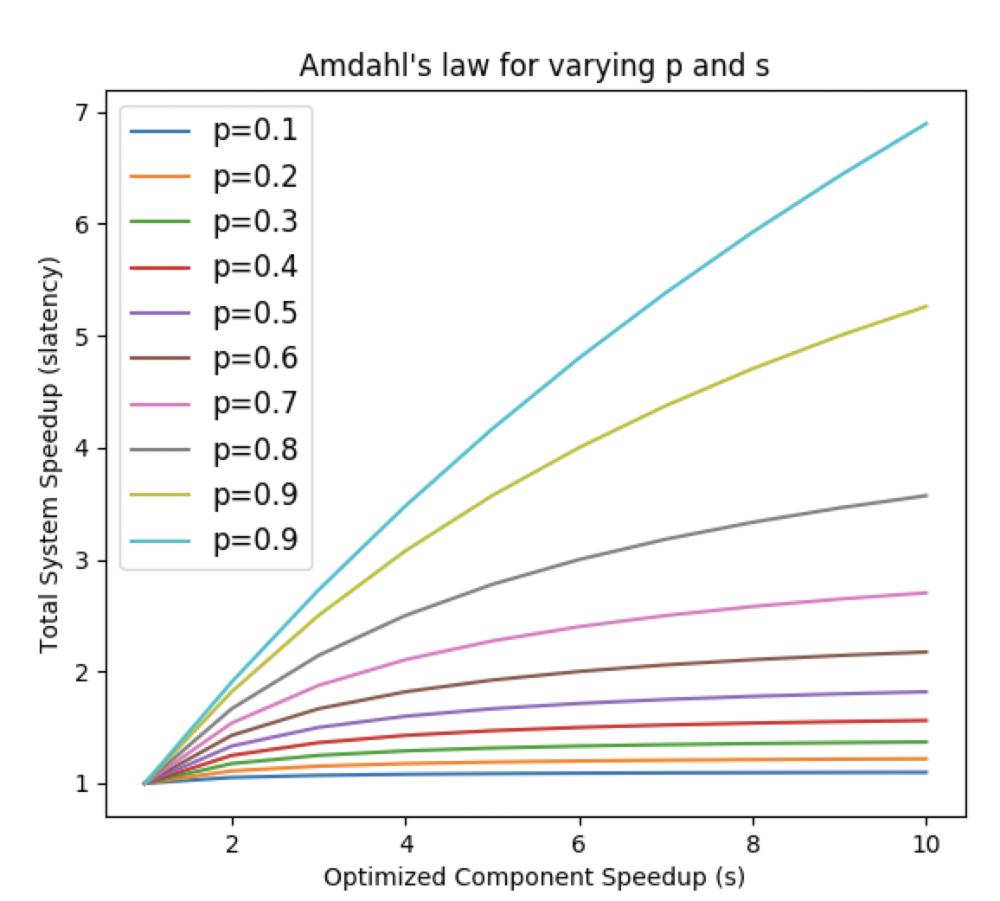 Amdahl's law for varying p and s
7
6
5
4
3
2
1
Total System Speedup (slatency)
p=0.1
p=0.2
p=0.3
p=0.4
p=0.5
p=0.6
p=0.7
p=0.8
p=0.9
p=0.9
2 4 6 8 10
Optimized Component Speedup (s)